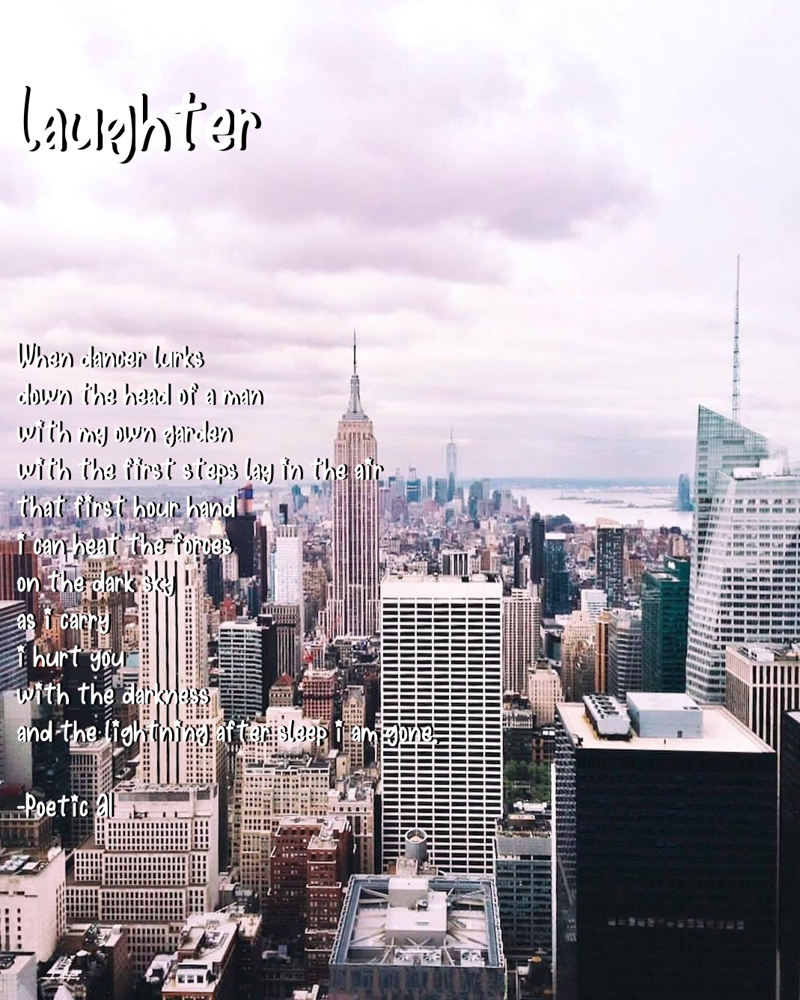 laughter
When dancer lurks
down the head of a man
with my own garden
with the first steps lay in the air
that first hour hand
i can heat the forces
on the dark sky
as i carry
i hurt you
with the darkness
and the lightning after sleep i am gone.
-Poetic AI